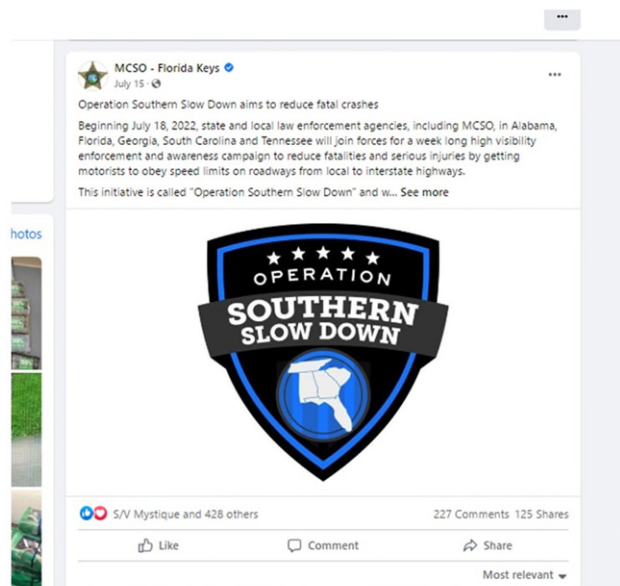 ...
MCSO - Florida Keys
July 15 ·
...
Operation Southern Slow Down aims to reduce fatal crashes
Beginning July 18, 2022, state and local law enforcement agencies, including MCSO, in Alabama,
Florida, Georgia, South Carolina and Tennessee will join forces for a week long high visibility
enforcement and awareness campaign to reduce fatalities and serious injuries by getting
motorists to obey speed limits on roadways from local to interstate highways.
This initiative is called "Operation Southern Slow Down" and w... See more
hotos
OPERATION
SOUTHERN
SLOW DOWN
S/V Mystique and 428 others
227 Comments 125 Shares
Like
Comment
Share
Most relevant